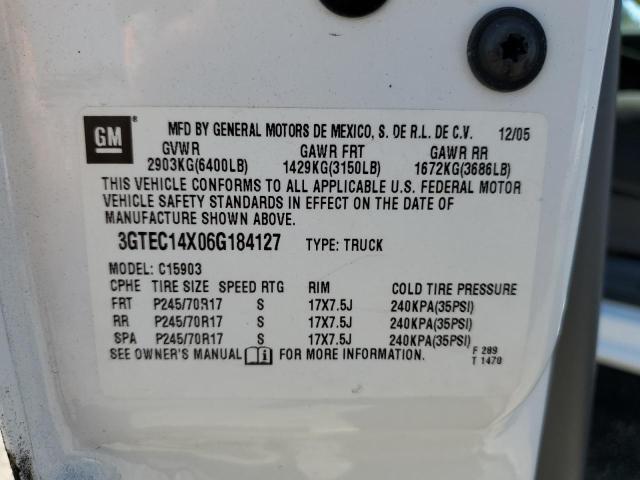 GM ® MFD BY GENERAL MOTORS DE MEXICO, S. DE R.L. DE C.V. 12/05
GVWR GAWR FRT GAWR RR
2903KG(6400LB) 1429KG(3150LB) 1672KG(3686LB)
THIS VEHICLE CONFORMS TO ALL APPLICABLE U.S. FEDERAL MOTOR
VEHICLE SAFETY STANDARDS IN EFFECT ON THE DATE OF
MANUFACTURE SHOWN ABOVE.
3GTEC14X06G184127 TYPE: TRUCK
MODEL: C15903
CPHE TIRE SIZE SPEED RTG RIM COLD TIRE PRESSURE
FRT P245/70R17 S 17X7.5J 240KPA(35PSI)
RR P245/70R17 S 17X7.5J 240KPA(35PSI)
SPA P245/70R17 S 17X7.5J 240KPA(35PSI)
SEE OWNER'S MANUAL i FOR MORE INFORMATION. F 289
T 1470